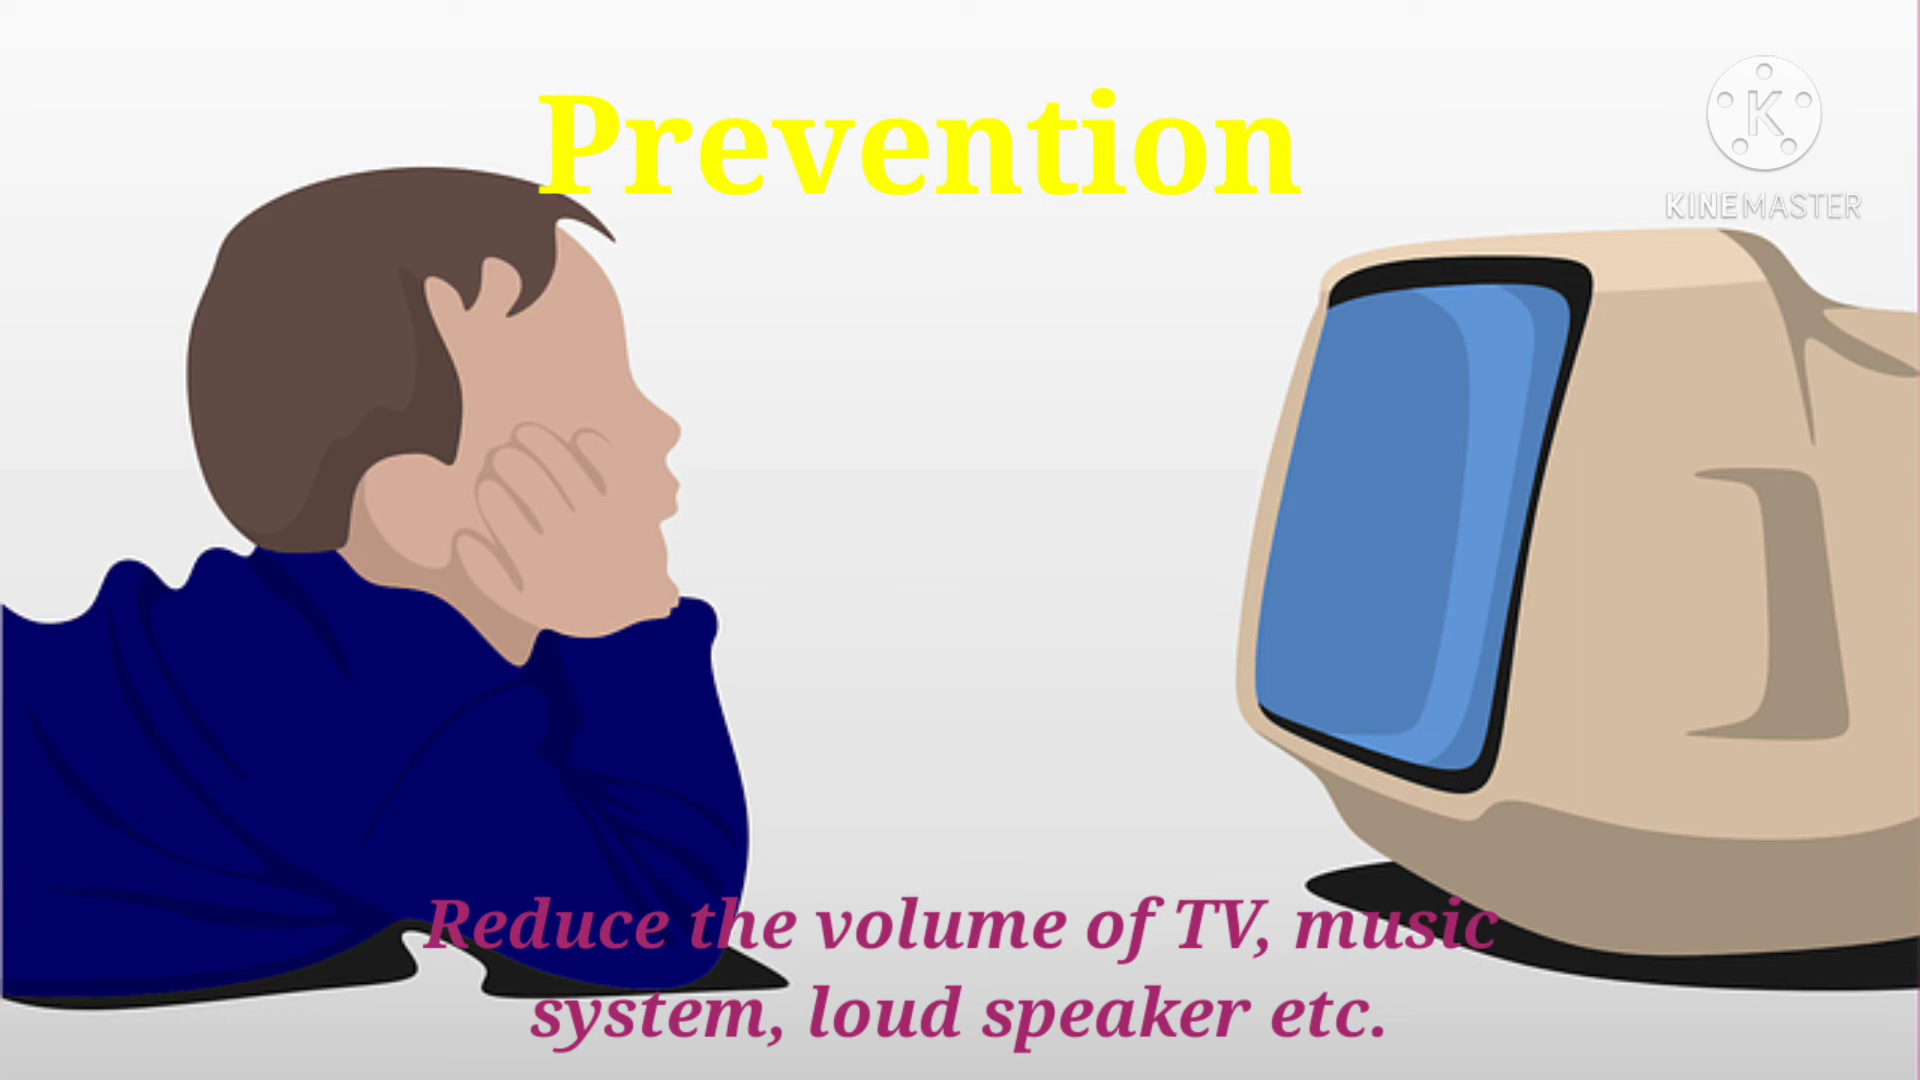 Prevention
K
KINEMASTER
Reduce the volume of TV, music
system, loud speaker etc.